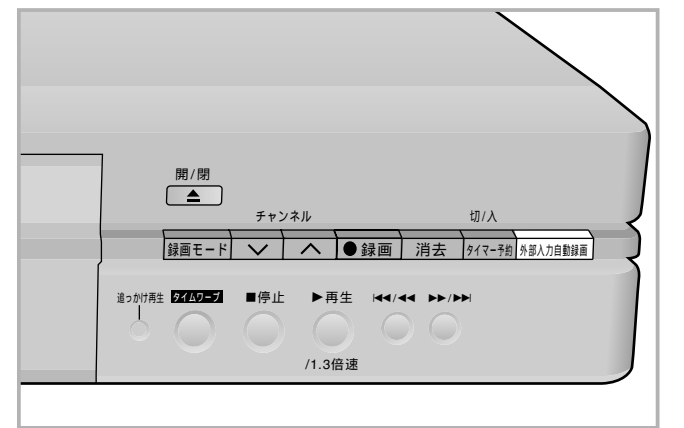 開/閉
チャンネル 切/入
録画モード ●録画 消去 タイマー予約 外部入力自動録画
追っかけ再生 タイムワープ ■停止 ▶再生 |◀◀/◀◀ ▶▶/▶▶|
/1.3倍速